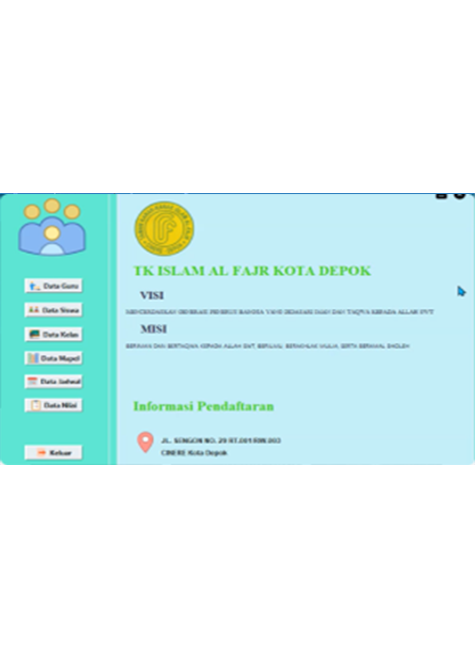 TK ISLAM AL FAJR KOTA DEPOK
VISI
MENCERDASKAN GENERASI PENERUS BANGSA YANG DIDASARI IMAN DAN TAQWA KEPADA ALLAH SWT
MISI
BERIMAN DAN BERTAQWA KEPADA ALLAH SWT, BERILMU, BERAKHLAK MULIA, SERTA BERAMAL SHOLEH
Data Guru
Data Siswa
Data Kelas
Data Mapel
Data Jadwal
Data Nilai
Keluar
Informasi Pendaftaran
JL. SENGON NO. 29 RT.001/RW.003
CINERE Kota Depok